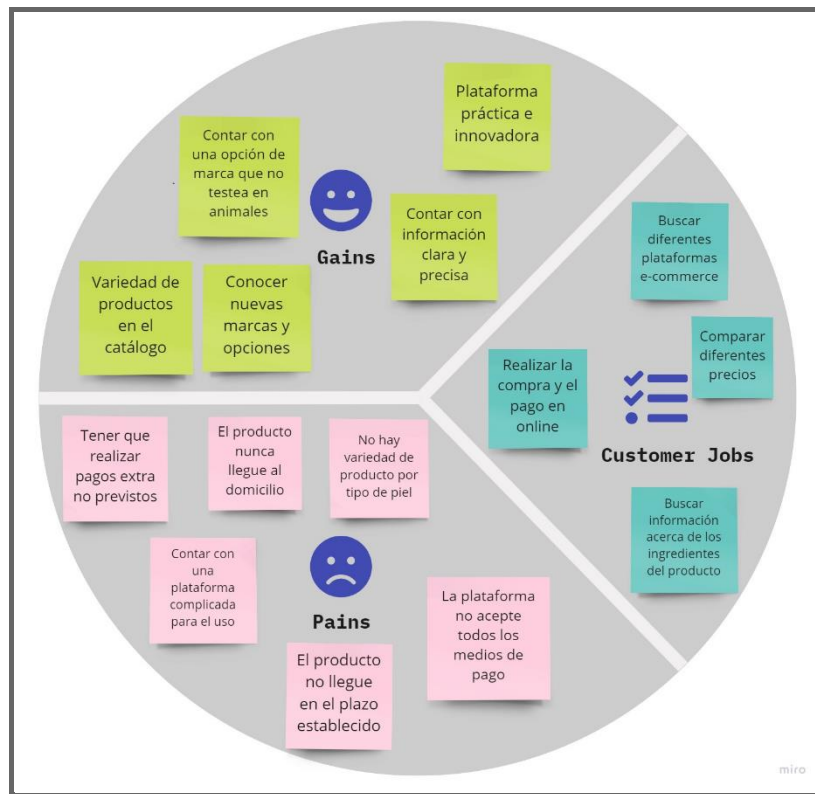 Plataforma
práctica e
innovadora
Contar con
una opción de
marca que no
testea en
animales
Gains
Contar con
información
clara y
precisa
Variedad de
productos
en el
catálogo
Conocer
nuevas
marcas y
opciones
Buscar
diferentes
plataformas
e-commerce
Comparar
diferentes
precios
Realizar la
compra y el
pago en
online
Customer Jobs
Buscar
información
acerca de los
ingredientes
del producto
Tener que
realizar
pagos extra
no previstos
El producto
nunca
llegue al
domicilio
No hay
variedad de
producto por
tipo de piel
Contar con
una
plataforma
complicada
para el uso
Pains
El producto
no llegue
en el plazo
establecido
La plataforma
no acepte
todos los
medios de
pago
miro